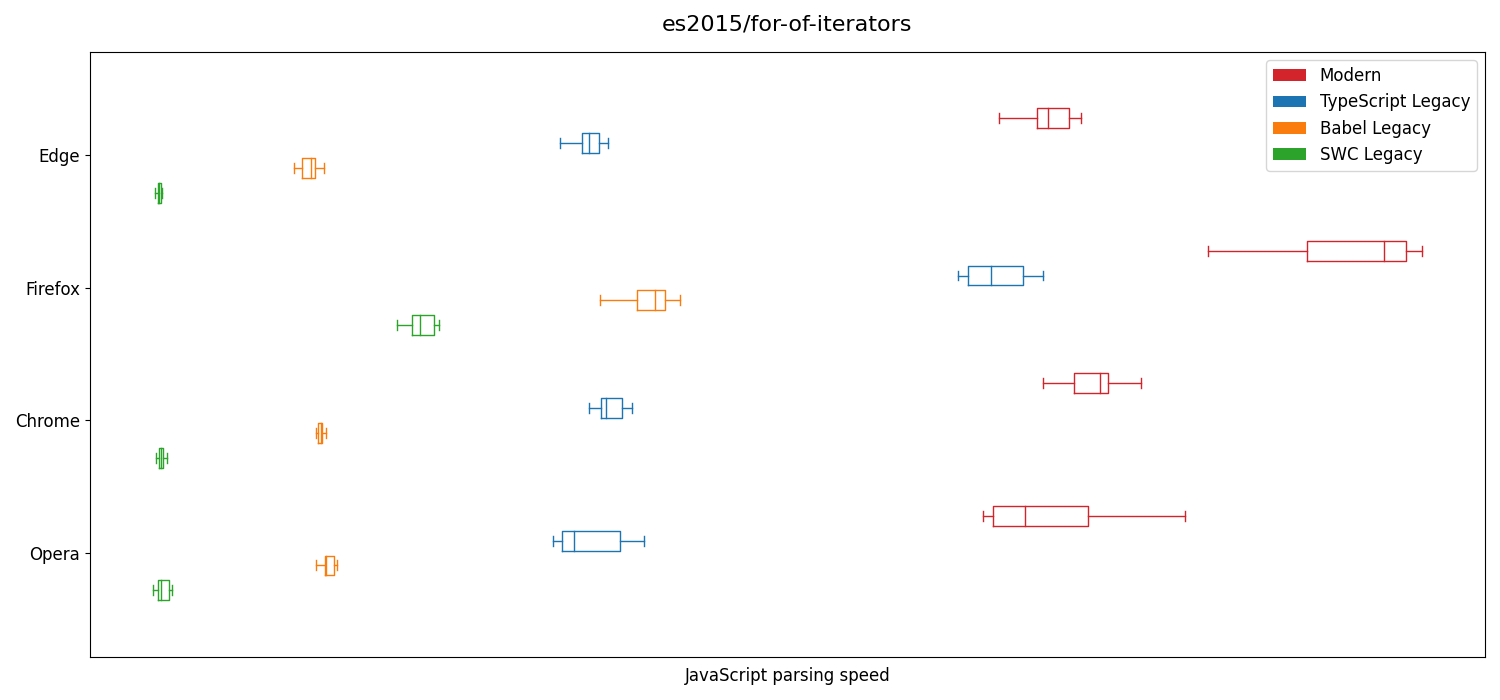 es2015/for-of-iterators
Modern
TypeScript Legacy
Babel Legacy
SWC Legacy
Edge
Firefox
Chrome
Opera
JavaScript parsing speed